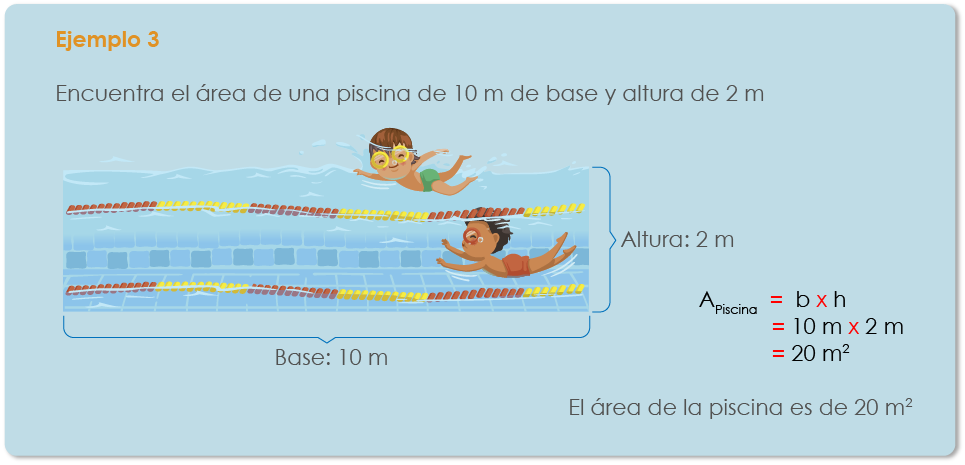 Ejemplo 3
Encuentra el área de una piscina de 10 m de base y altura de 2 m
Altura: 2 m
Base: 10 m
A Piscina = b x h
= 10 m x 2 m
= 20 m²
El área de la piscina es de 20 m²